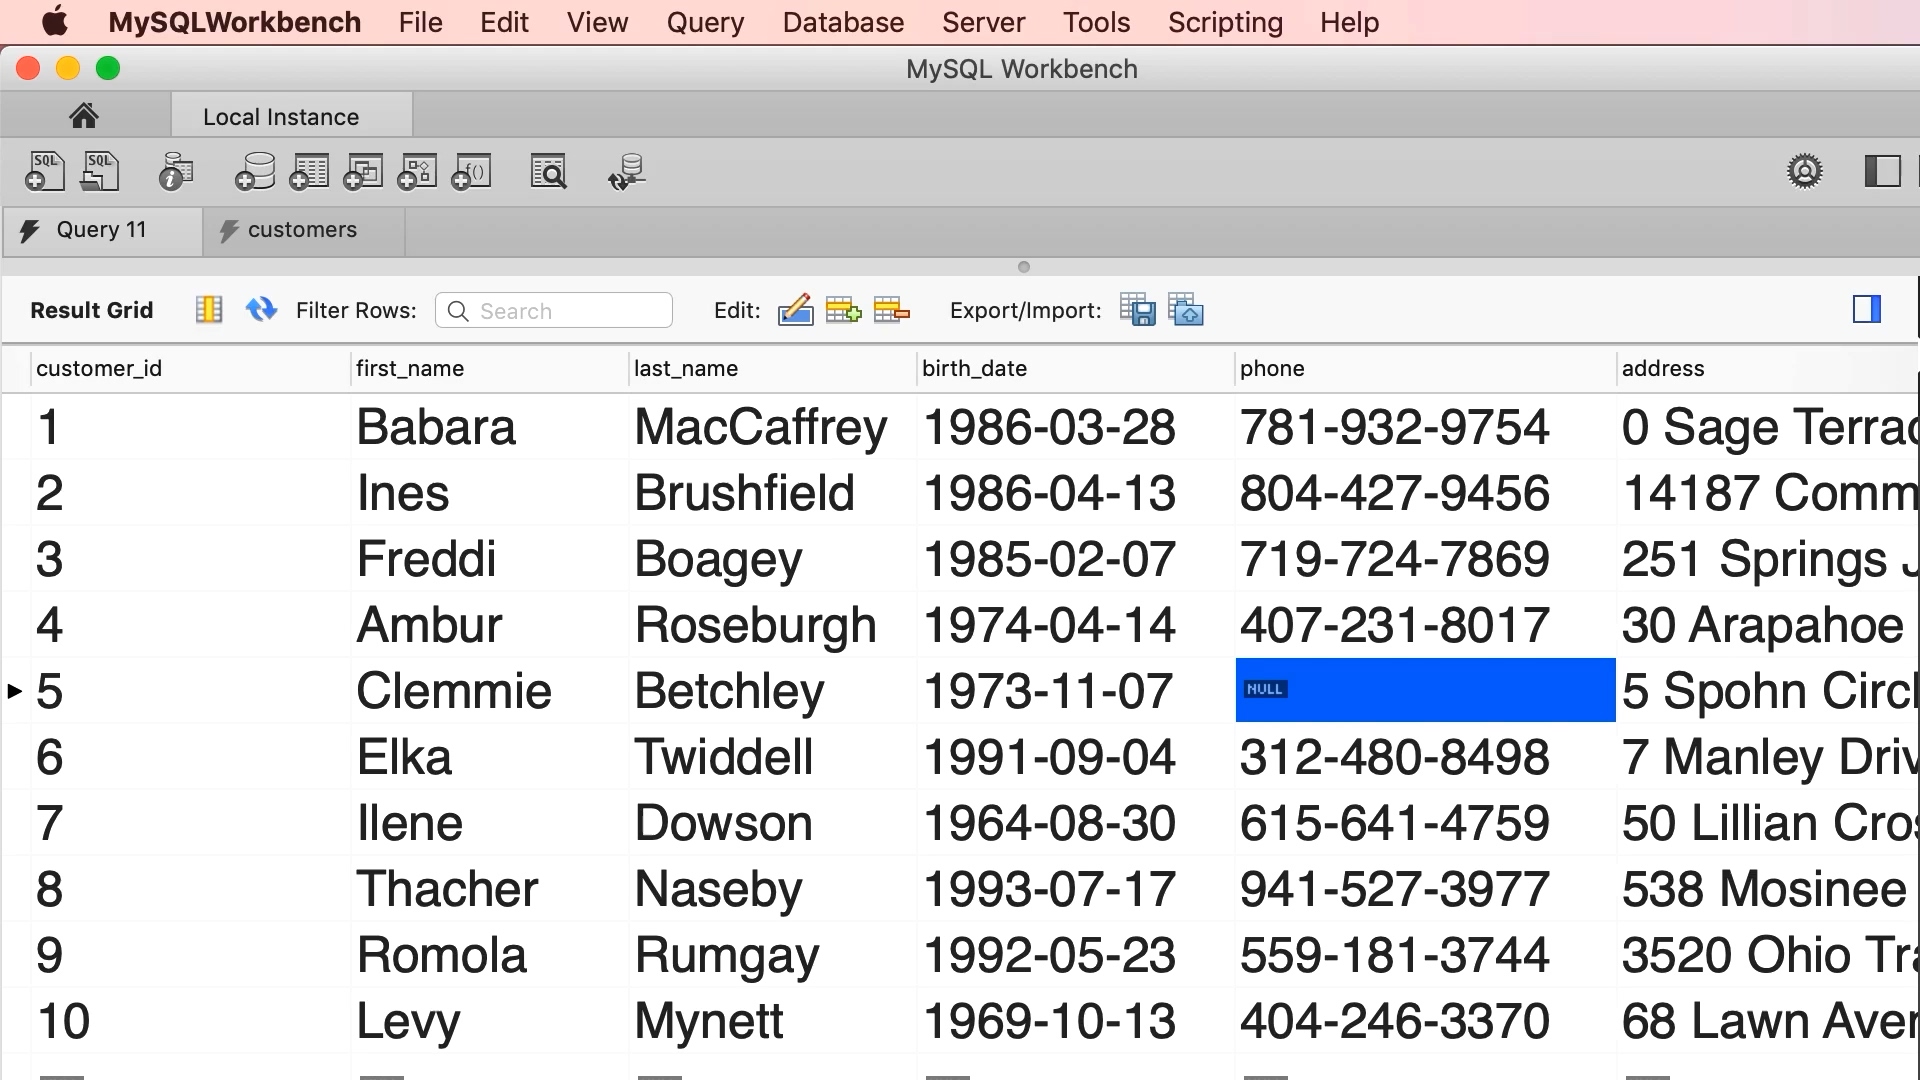 MySQLWorkbench File Edit View Query Database Server Tools Scripting Help
MySQL Workbench
Local Instance
SQL SQL f()
Query 11 customers
Result Grid Filter Rows: Search Edit: Export/Import:
customer_id first_name last_name birth_date phone address
1 Babara MacCaffrey 1986-03-28 781-932-9754 0 Sage Terrac
2 Ines Brushfield 1986-04-13 804-427-9456 14187 Comm
3 Freddi Boagey 1985-02-07 719-724-7869 251 Springs J
4 Ambur Roseburgh 1974-04-14 407-231-8017 30 Arapahoe
5 Clemmie Betchley 1973-11-07 NULL 5 Spohn Circl
6 Elka Twiddell 1991-09-04 312-480-8498 7 Manley Driv
7 Ilene Dowson 1964-08-30 615-641-4759 50 Lillian Cros
8 Thacher Naseby 1993-07-17 941-527-3977 538 Mosinee
9 Romola Rumgay 1992-05-23 559-181-3744 3520 Ohio Tra
10 Levy Mynett 1969-10-13 404-246-3370 68 Lawn Aven